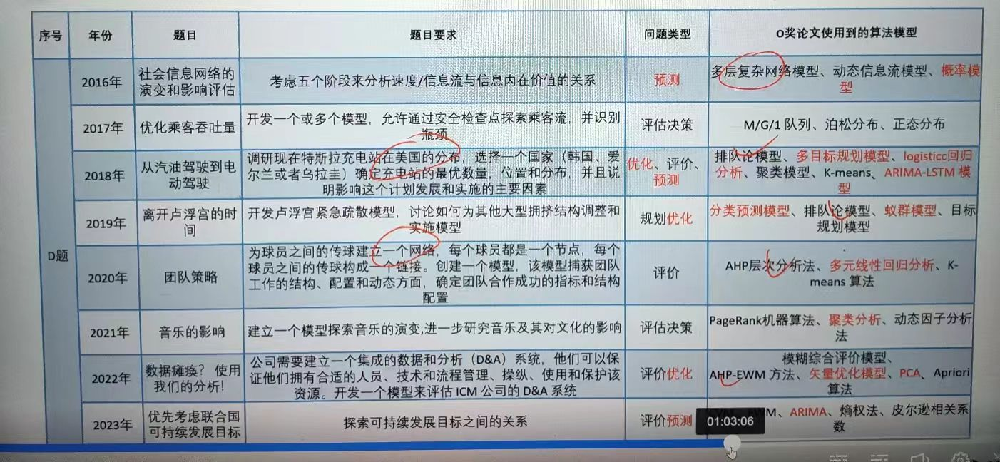 序号 年份 题目 题目要求 问题类型 O奖论文使用到的算法模型
D题
2016年
社会信息网络的
演变和影响评估
考虑五个阶段来分析速度/信息流与信息内在价值的关系
预测
多层复杂网络模型、动态信息流模型、概率模
型
2017年
优化乘客吞吐量
开发一个或多个模型，允许通过安全检查点探索乘客流，并识别
瓶颈
评估决策
M/G/1 队列、泊松分布、正态分布
2018年
从汽油驾驶到电
动驾驶
调研现在特斯拉充电站在美国的分布，选择一个国家（韩国、爱
尔兰或者乌拉圭）确定充电站的最优数量，位置和分布，并且说
明影响这个计划发展和实施的主要因素
优化、评价、
预测
排队论模型、多目标规划模型、logisticc回归
分析、聚类模型、K-means、ARIMA-LSTM 模
型
2019年
离开卢浮宫的时
间
开发卢浮宫紧急疏散模型，讨论如何为其他大型拥挤结构调整和
实施模型
规划优化
分类预测模型、排队论模型、蚁群模型、目标
规划模型
2020年
团队策略
为球员之间的传球建立一个网络，每个球员都是一个节点，每个
球员之间的传球构成一个链接。创建一个模型，该模型捕获团队
工作的结构、配置和动态方面，确定团队合作成功的指标和结构
配置
评价
AHP层次分析法、多元线性回归分析、K-
means 算法
2021年
音乐的影响
建立一个模型探索音乐的演变,进一步研究音乐及其对文化的影响
评估决策
PageRank机器算法、聚类分析、动态因子分析
法
2022年
数据瘫痪？ 使用
我们的分析！
公司需要建立一个集成的数据和分析（D&A）系统，他们可以保
证他们拥有合适的人员、技术和流程管理、操纵、使用和保护该
资源。开发一个模型来评估 ICM 公司的 D&A 系统
评价优化
模糊综合评价模型、
AHP-EWM 方法、矢量优化模型、PCA、Apriori
算法
2023年
优先考虑联合国
可持续发展目标
探索可持续发展目标之间的关系
评价预测
ARIMA、熵权法、皮尔逊相关系
数
01:03:06